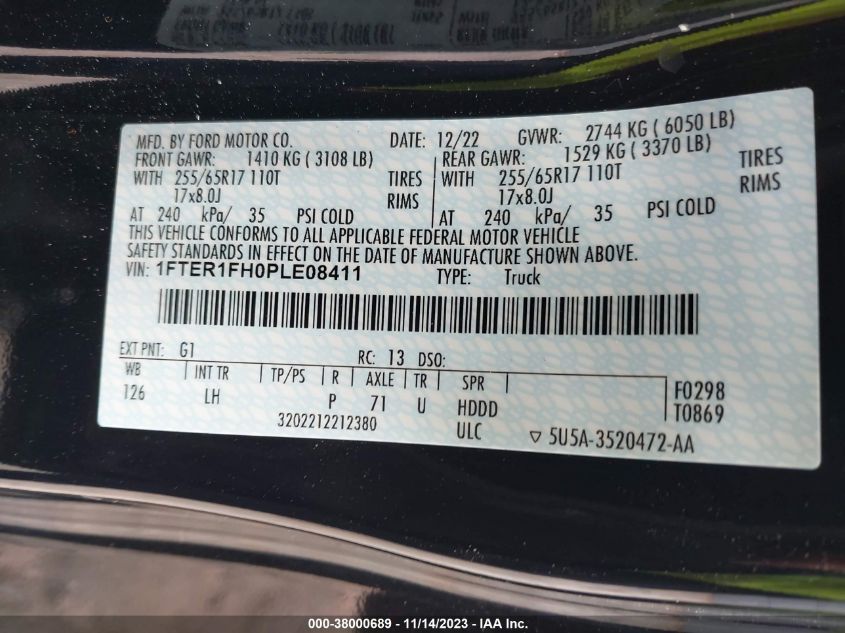 MFD. BY FORD MOTOR CO. DATE: 12/22 GVWR: 2744 KG ( 6050 LB)
FRONT GAWR: 1410 KG ( 3108 LB) REAR GAWR: 1529 KG ( 3370 LB)
WITH 255/65R17 110T TIRES WITH 255/65R17 110T TIRES
17x8.0J RIMS 17x8.0J RIMS
AT 240 kPa/ 35 PSI COLD AT 240 kPa/ 35 PSI COLD
THIS VEHICLE CONFORMS TO ALL APPLICABLE FEDERAL MOTOR VEHICLE
SAFETY STANDARDS IN EFFECT ON THE DATE OF MANUFACTURE SHOWN ABOVE.
VIN: 1FTER1FH0PLE08411 TYPE: Truck
EXT PNT: G1 RC: 13 DSO:
WB INT TR TP/PS R AXLE TR SPR F0298
126 LH P 71 U HDDD T0869
3202212212380 ULC ▽ 5U5A-3520472-AA
000-38000689 - 11/14/2023 - IAA Inc.